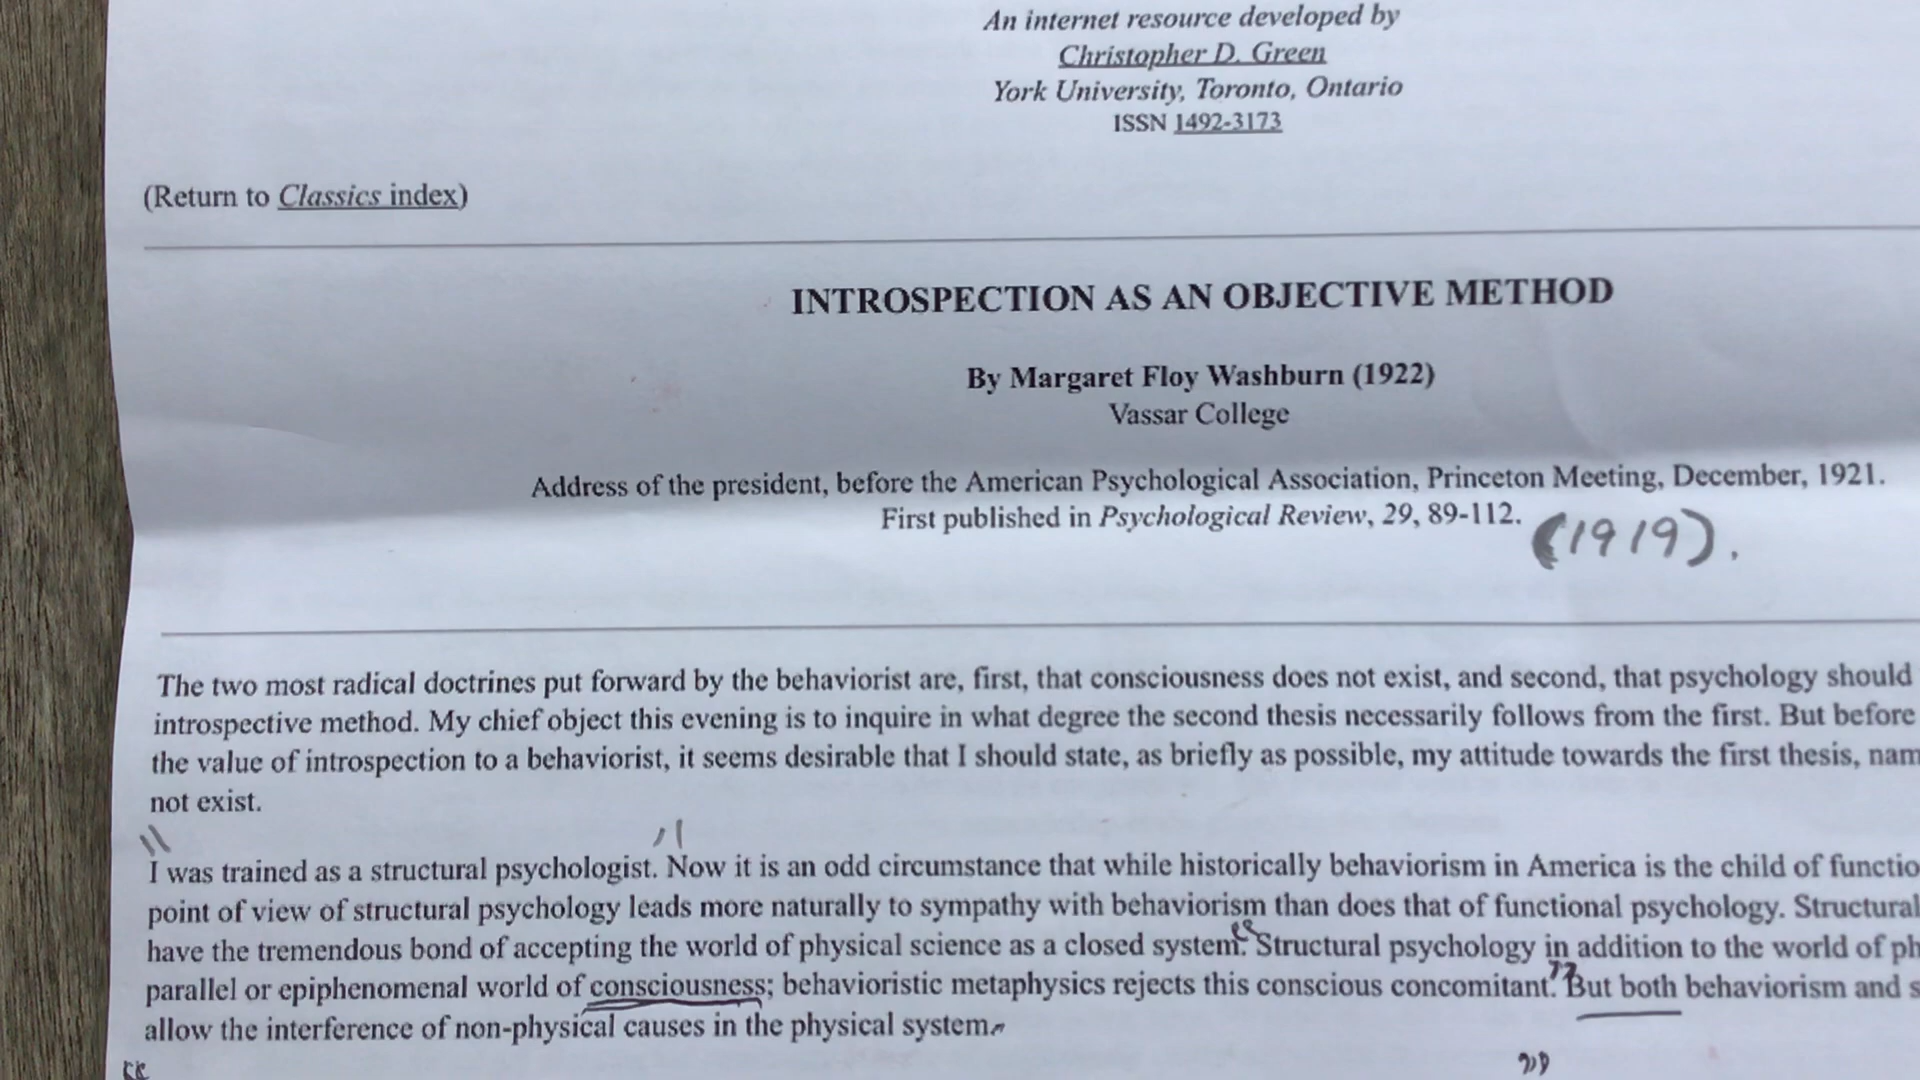 An internet resource developed by
Christopher D. Green
York University, Toronto, Ontario
ISSN 1492-3173
(Return to Classics index)
INTROSPECTION AS AN OBJECTIVE METHOD
By Margaret Floy Washburn (1922)
Vassar College
Address of the president, before the American Psychological Association, Princeton Meeting, December, 1921.
First published in Psychological Review, 29, 89-112.
(1919).
The two most radical doctrines put forward by the behaviorist are, first, that consciousness does not exist, and second, that psychology should
introspective method. My chief object this evening is to inquire in what degree the second thesis necessarily follows from the first. But before
the value of introspection to a behaviorist, it seems desirable that I should state, as briefly as possible, my attitude towards the first thesis, nam
not exist.
I was trained as a structural psychologist. Now it is an odd circumstance that while historically behaviorism in America is the child of functio
point of view of structural psychology leads more naturally to sympathy with behaviorism than does that of functional psychology. Structural
have the tremendous bond of accepting the world of physical science as a closed system. Structural psychology in addition to the world of ph
parallel or epiphenomenal world of consciousness; behavioristic metaphysics rejects this conscious concomitant. But both behaviorism and s
allow the interference of non-physical causes in the physical system.